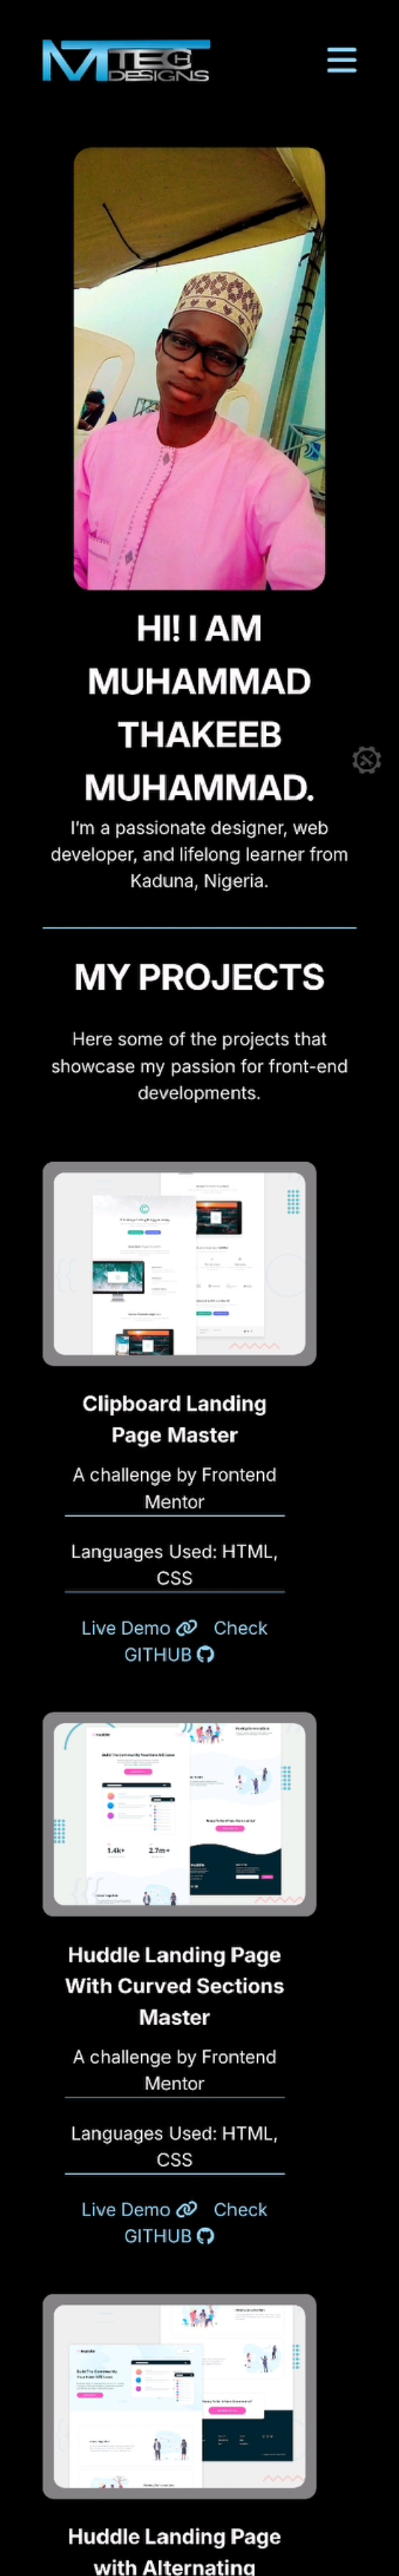 MTECH
DESIGNS
HI! I AM
MUHAMMAD
THAKEEB
MUHAMMAD.
I'm a passionate designer, web
developer, and lifelong learner from
Kaduna, Nigeria.
MY PROJECTS
Here some of the projects that
showcase my passion for front-end
developments.
Clipboard Landing
Page Master
A challenge by Frontend
Mentor
Languages Used: HTML,
CSS
Live Demo Check
GITHUB
1.4k+ 2.7m+
Huddle Landing Page
With Curved Sections
Master
A challenge by Frontend
Mentor
Languages Used: HTML,
CSS
Live Demo Check
GITHUB
Huddle Landing Page
with Alternating